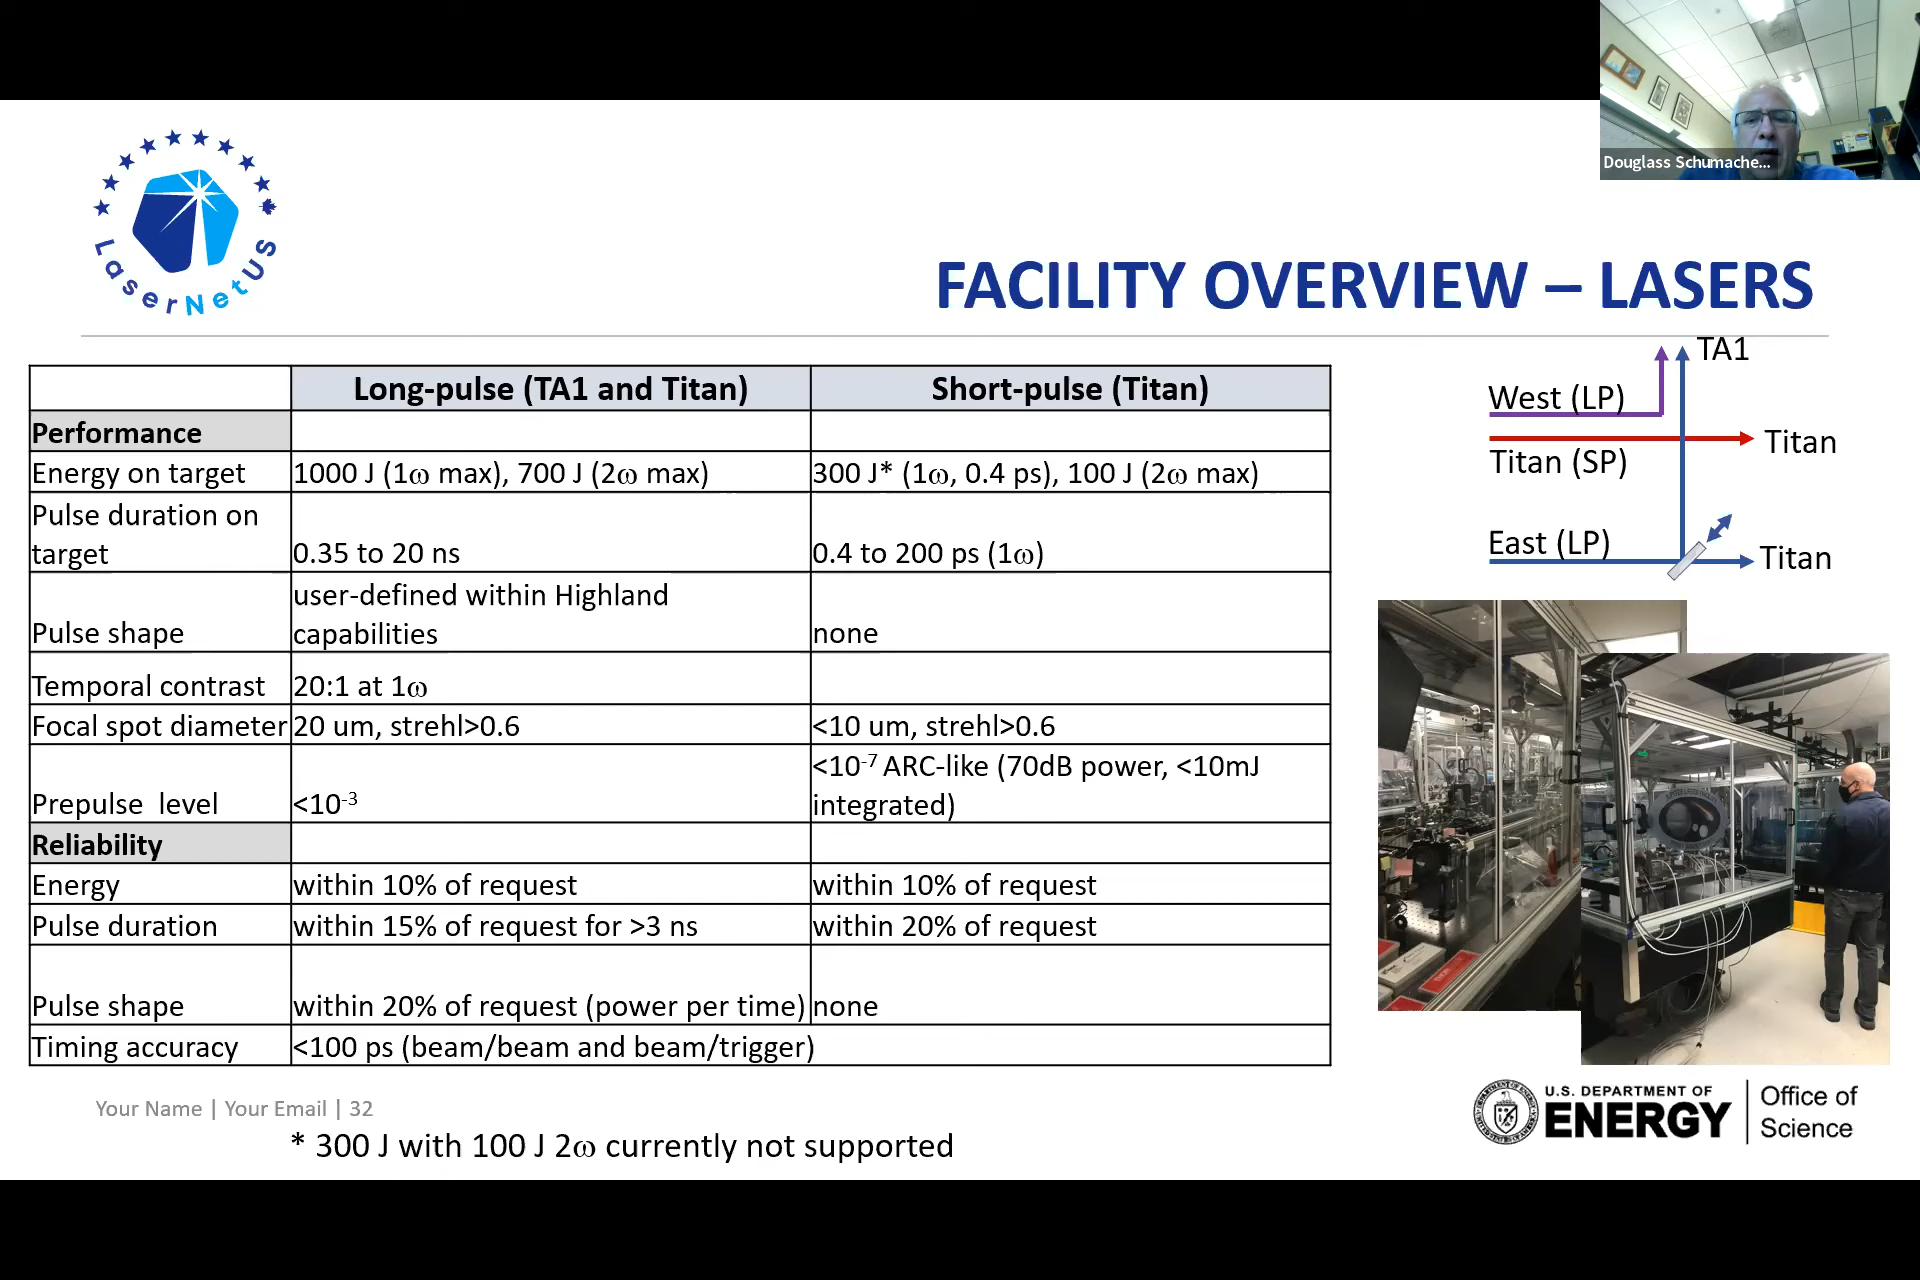 Douglass Schumache...
LaserNetUS
FACILITY OVERVIEW – LASERS
Long-pulse (TA1 and Titan) Short-pulse (Titan)
Performance
Energy on target 1000 J (1ω max), 700 J (2ω max) 300 J* (1ω, 0.4 ps), 100 J (2ω max)
Pulse duration on
target 0.35 to 20 ns 0.4 to 200 ps (1ω)
user-defined within Highland
Pulse shape capabilities none
Temporal contrast 20:1 at 1ω
Focal spot diameter 20 um, strehl>0.6 <10 um, strehl>0.6
<10⁻⁷ ARC-like (70dB power, <10mJ
Prepulse level <10⁻³ integrated)
Reliability
Energy within 10% of request within 10% of request
Pulse duration within 15% of request for >3 ns within 20% of request
Pulse shape within 20% of request (power per time) none
Timing accuracy <100 ps (beam/beam and beam/trigger)
TA1
West (LP)
Titan
Titan (SP)
East (LP)
Titan
Your Name | Your Email | 32
* 300 J with 100 J 2ω currently not supported
U.S. DEPARTMENT OF
ENERGY
Office of
Science